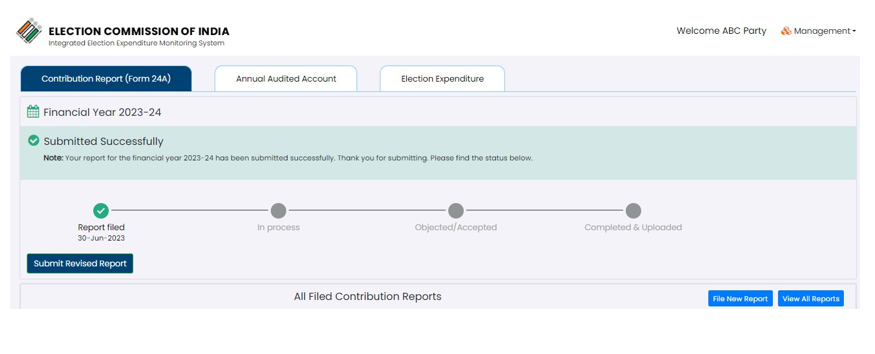 ELECTION COMMISSION OF INDIA
Integrated Election Expenditure Monitoring System
Welcome ABC Party Management
Contribution Report (Form 24A) Annual Audited Account Election Expenditure
Financial Year 2023-24
Submitted Successfully
Note: Your report for the financial year 2023-24 has been submitted successfully. Thank you for submitting. Please find the status below.
Report filed In process Objected/Accepted Completed & Uploaded
30-Jun-2023
Submit Revised Report
All Filed Contribution Reports File New Report View All Reports